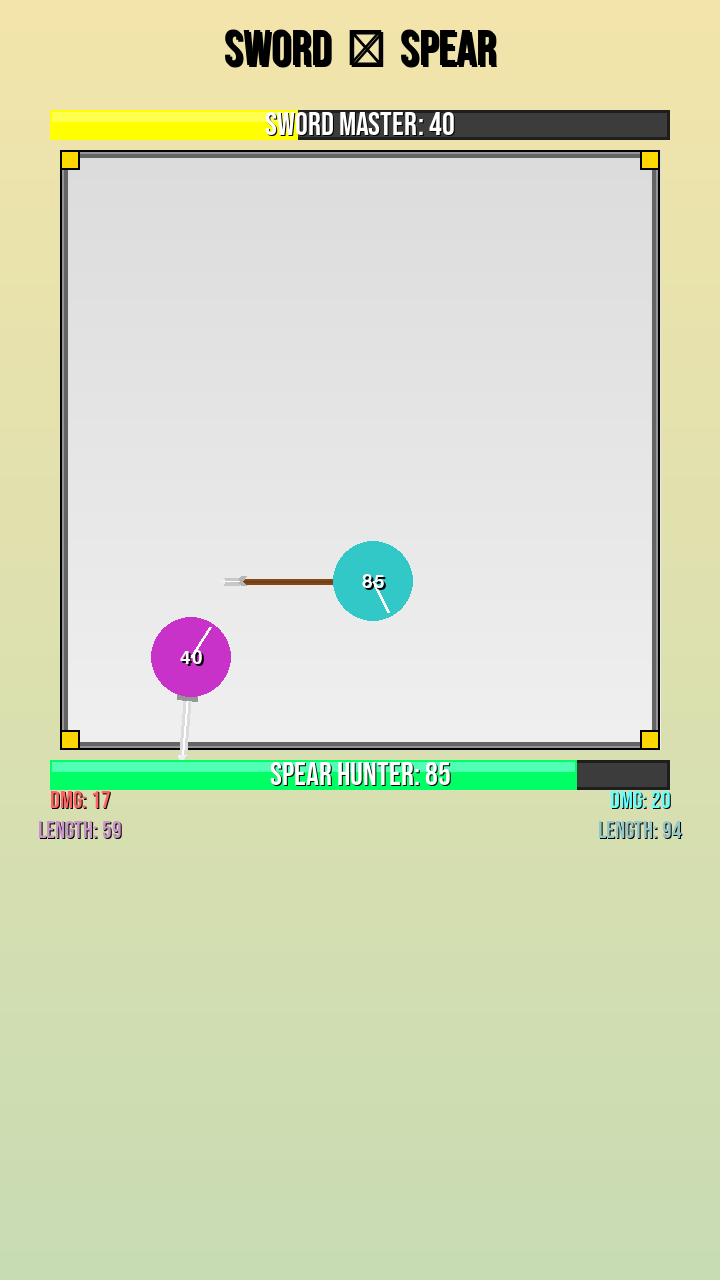 SWORD SPEAR
SWORD MASTER: 40
85
40
SPEAR HUNTER: 85
DMG: 17
DMG: 20
LENGTH: 59
LENGTH: 94